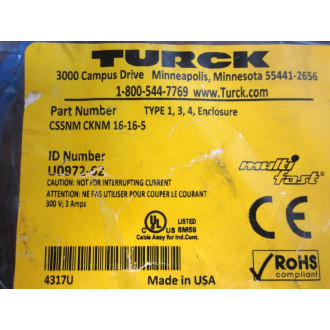 TURCK
3000 Campus Drive Minneapolis, Minnesota 55441-2656
1-800-544-7769 www.Turck.com
Part Number TYPE 1, 3, 4, Enclosure
CSSNM CKNM 16-16-5
ID Number
U0972-62
multi
fast
CAUTION: NOT FOR INTERRUPTING CURRENT
ATTENTION: NE PAS UTILISER POUR COUPER LE COURANT
300 V; 3 Amps
C UL US LISTED
5M59
Cable Assy for Ind.Cont.
CE
RoHS
compliant
4317U Made in USA